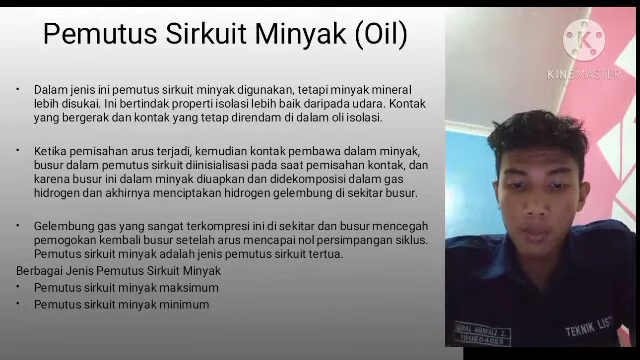 Pemutus Sirkuit Minyak (Oil)
K
KINEMASTER
• Dalam jenis ini pemutus sirkuit minyak digunakan, tetapi minyak mineral
lebih disukai. Ini bertindak properti isolasi lebih baik daripada udara. Kontak
yang bergerak dan kontak yang tetap direndam di dalam oli isolasi.
• Ketika pemisahan arus terjadi, kemudian kontak pembawa dalam minyak,
busur dalam pemutus sirkuit diinisialisasi pada saat pemisahan kontak, dan
karena busur ini dalam minyak diuapkan dan didekomposisi dalam gas
hidrogen dan akhirnya menciptakan hidrogen gelembung di sekitar busur.
• Gelembung gas yang sangat terkompresi ini di sekitar dan busur mencegah
pemogokan kembali busur setelah arus mencapai nol persimpangan siklus.
Pemutus sirkuit minyak adalah jenis pemutus sirkuit tertua.
Berbagai Jenis Pemutus Sirkuit Minyak
• Pemutus sirkuit minyak maksimum
• Pemutus sirkuit minyak minimum
TEKNIK LIST